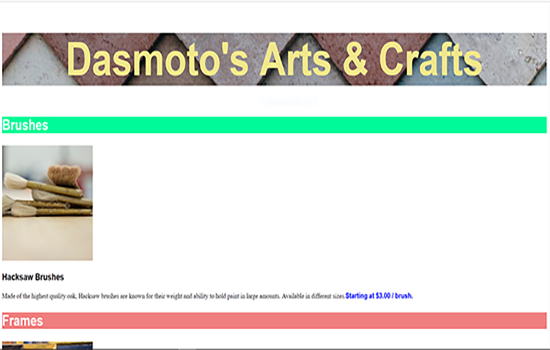 Dasmoto's Arts & Crafts
Brushes
Hacksaw Brushes
Made of the highest quality oak, Hacksaw brushes are known for their weight and ability to hold paint in large amounts. Available in different sizes.Starting at $3.00 / brush.
Frames